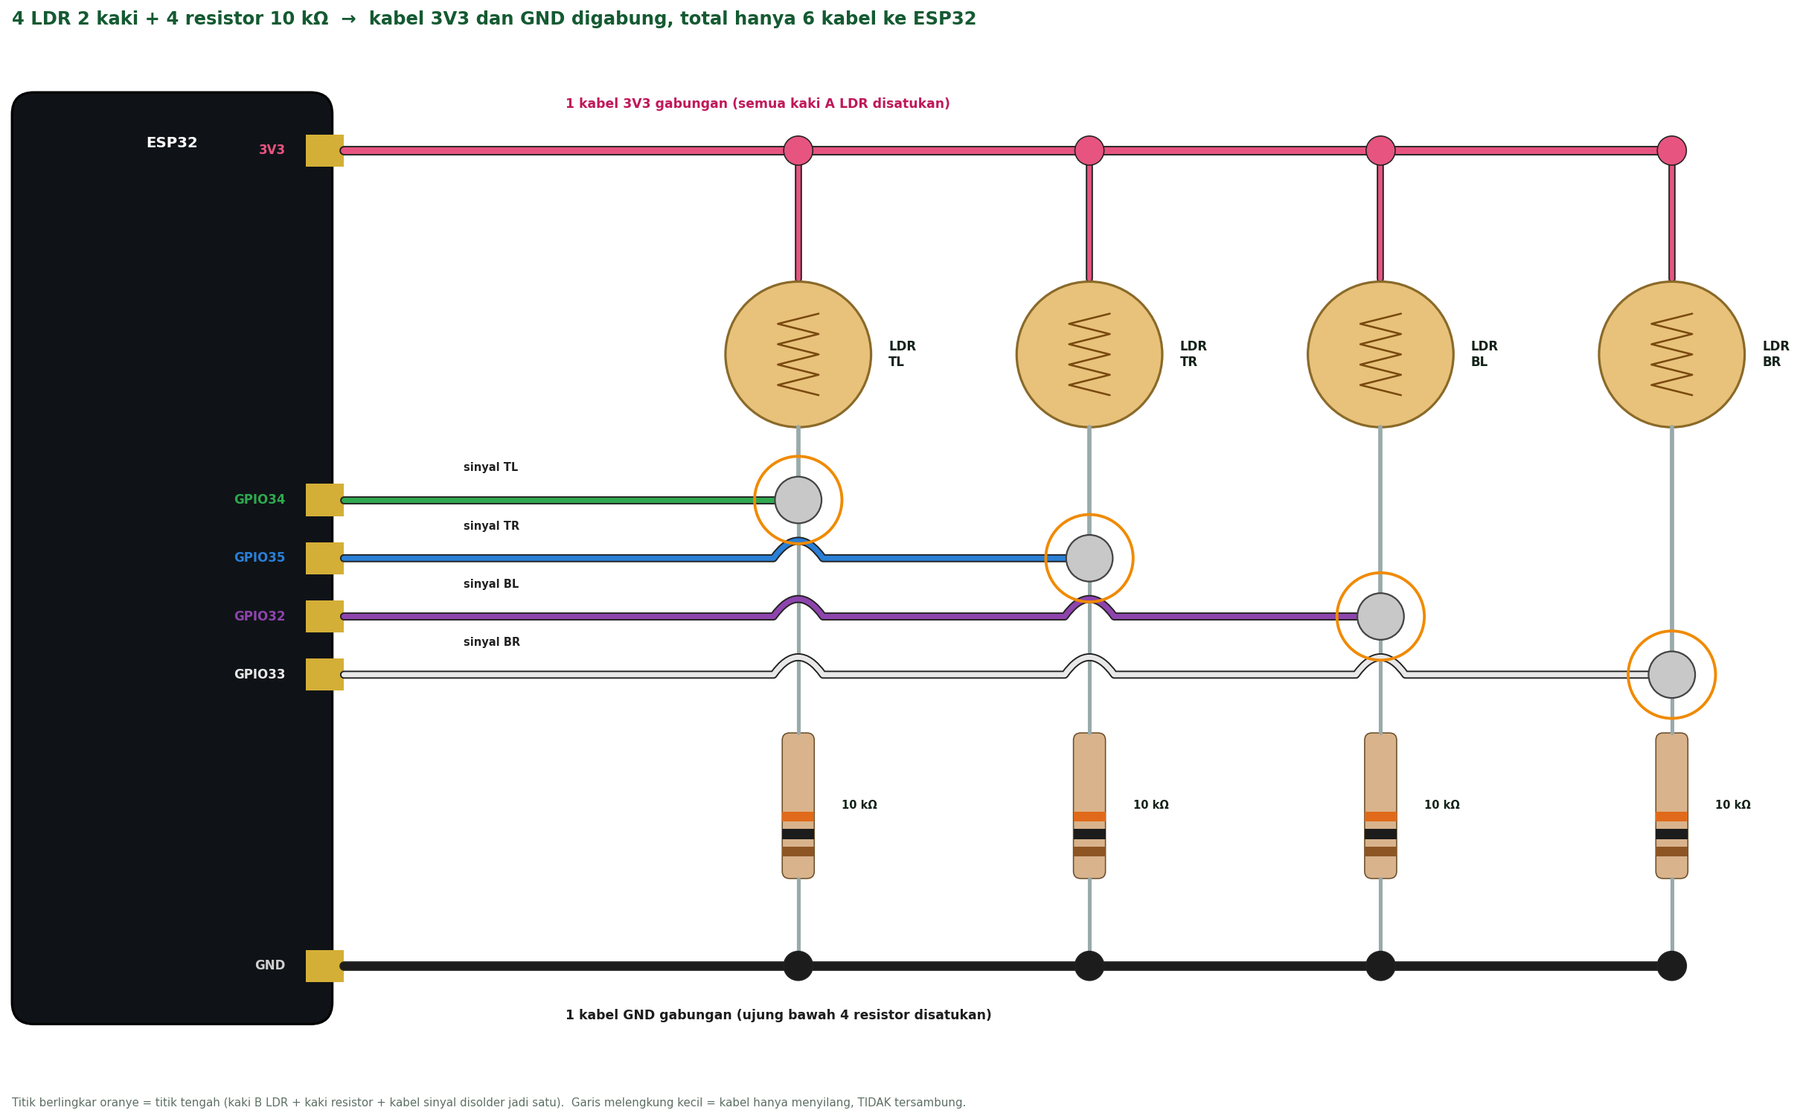 4 LDR 2 kaki + 4 resistor 10 kΩ → kabel 3V3 dan GND digabung, total hanya 6 kabel ke ESP32
1 kabel 3V3 gabungan (semua kaki A LDR disatukan)
ESP32
3V3
LDR
TL
LDR
TR
LDR
BL
LDR
BR
sinyal TL
GPIO34
sinyal TR
GPIO35
sinyal BL
GPIO32
sinyal BR
GPIO33
10 kΩ
10 kΩ
10 kΩ
10 kΩ
GND
1 kabel GND gabungan (ujung bawah 4 resistor disatukan)
Titik berlingkar oranye = titik tengah (kaki B LDR + kaki resistor + kabel sinyal disolder jadi satu). Garis melengkung kecil = kabel hanya menyilang, TIDAK tersambung.